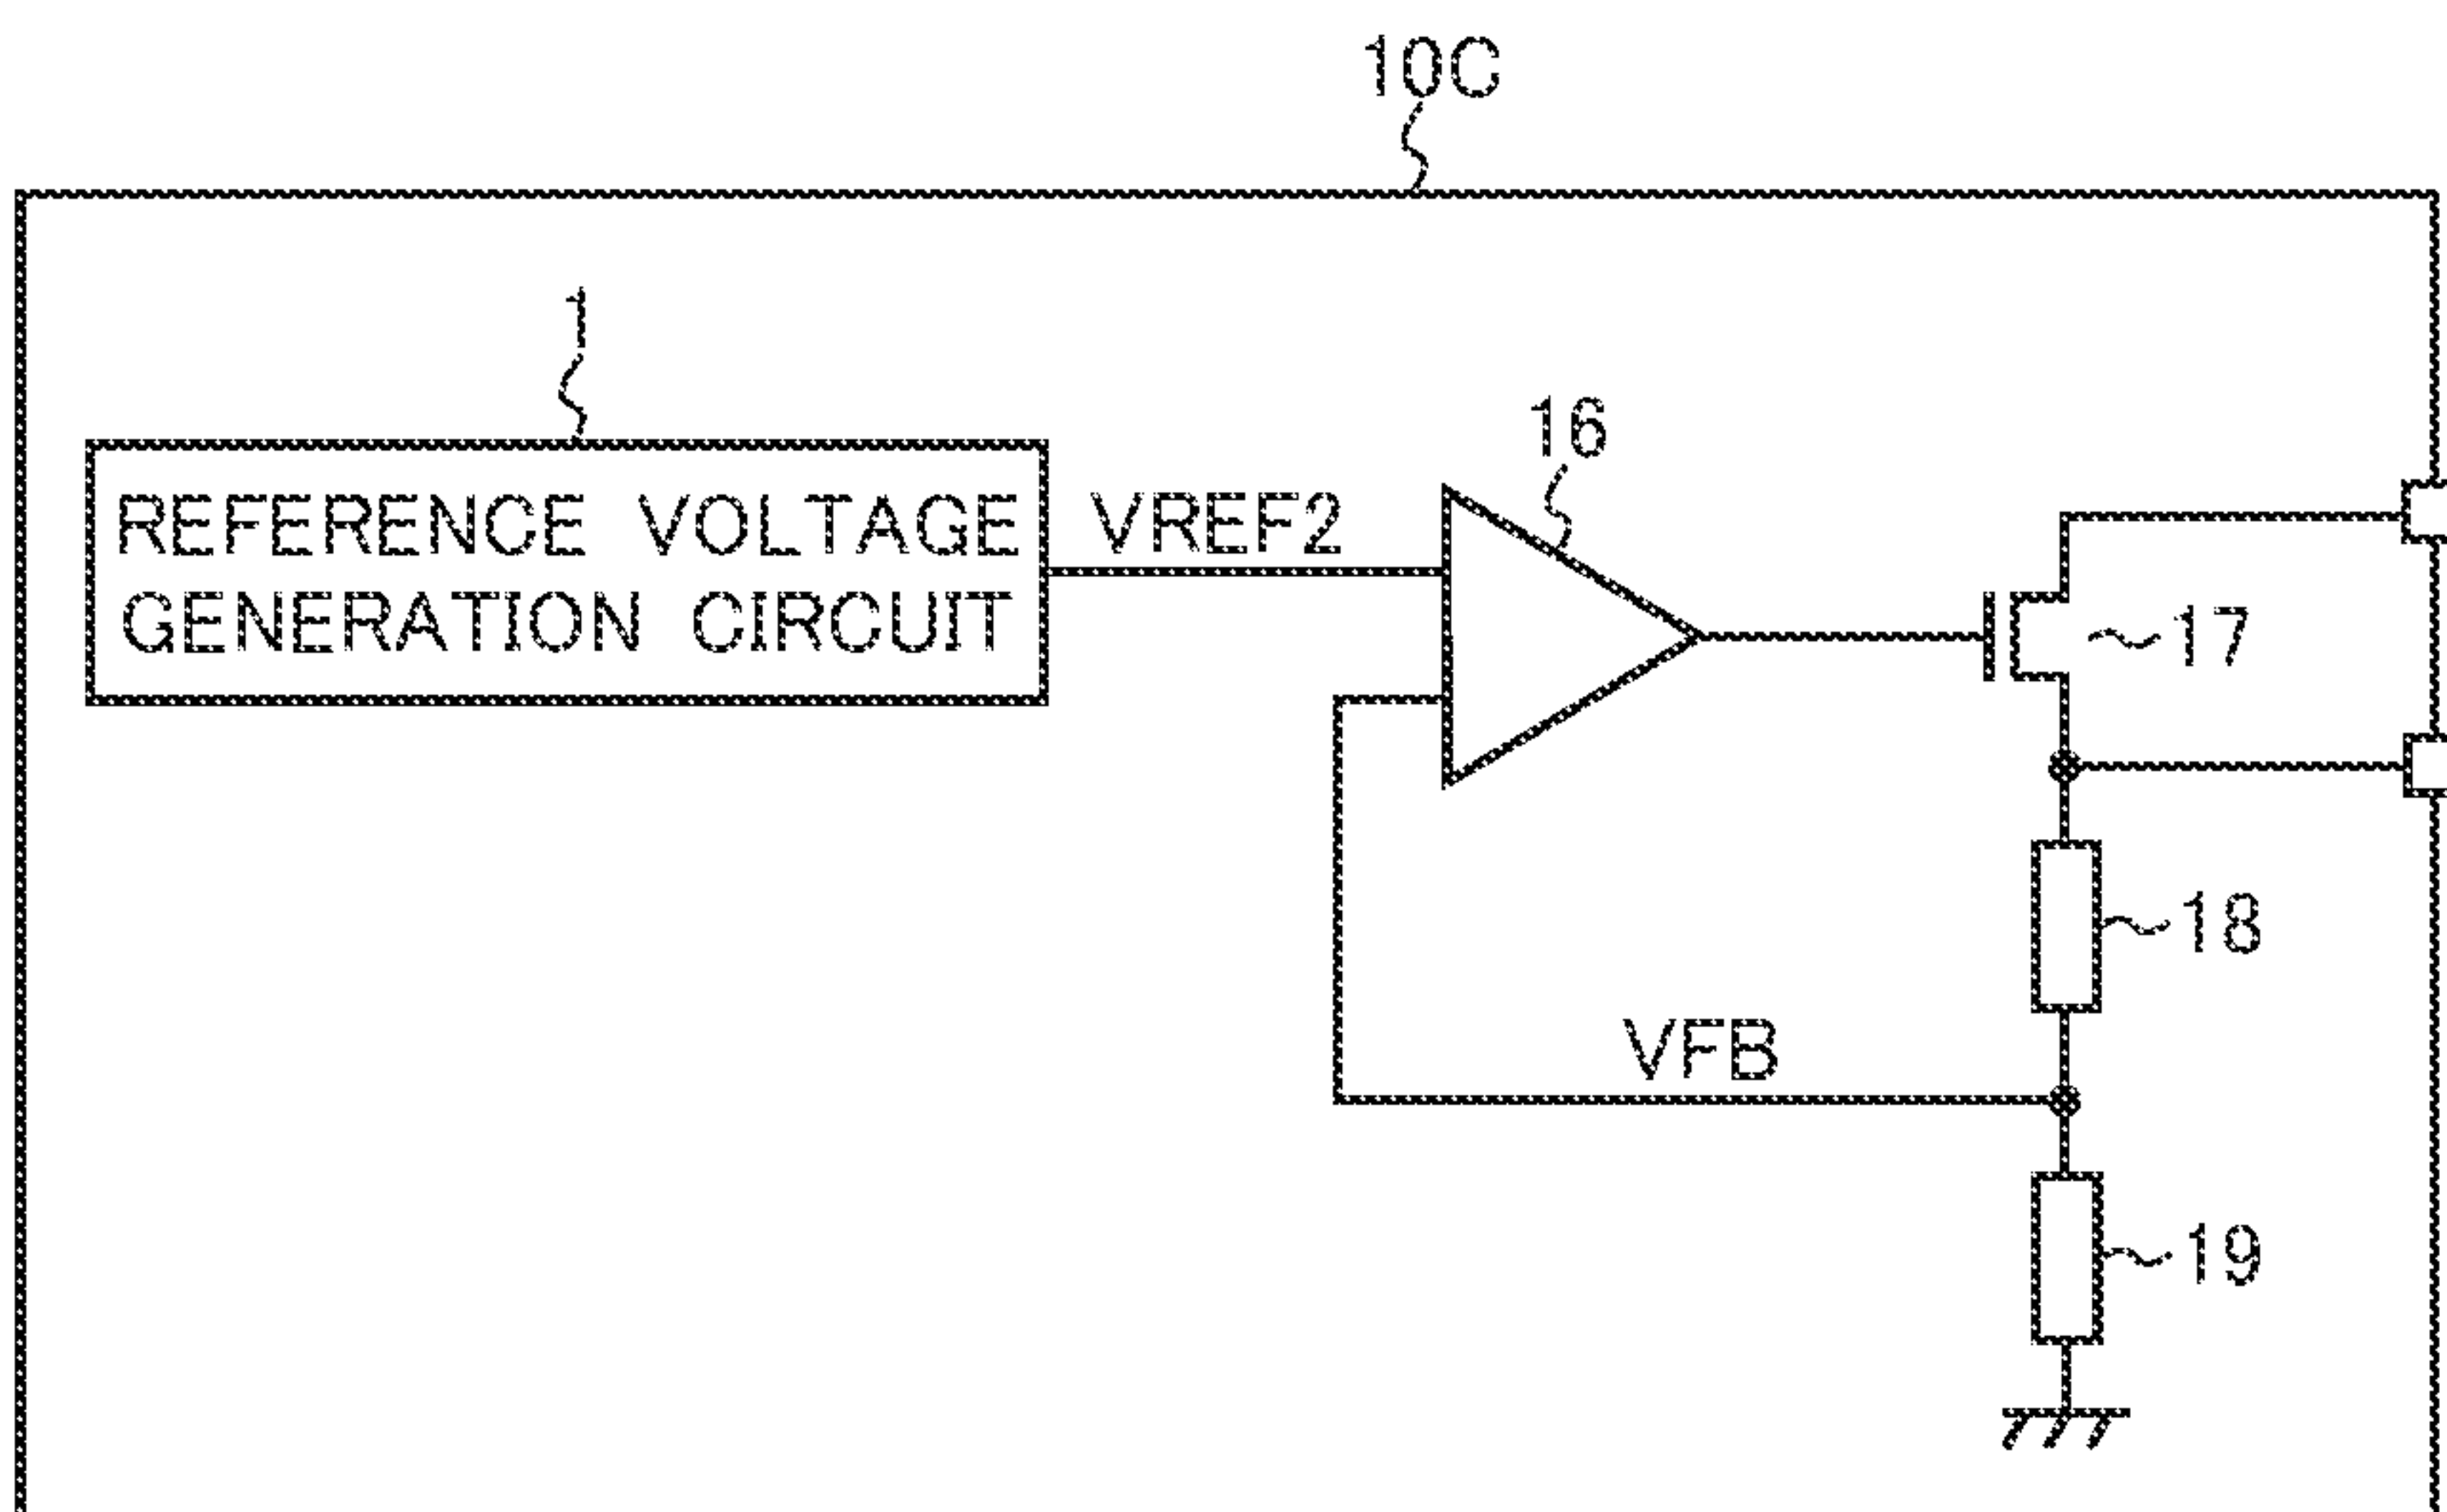 10C
1
REFERENCE VOLTAGE
GENERATION CIRCUIT
VREF2
16
17
18
VFB
19